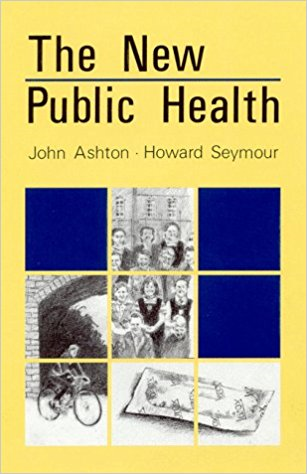 The New
Public Health
John Ashton · Howard Seymour